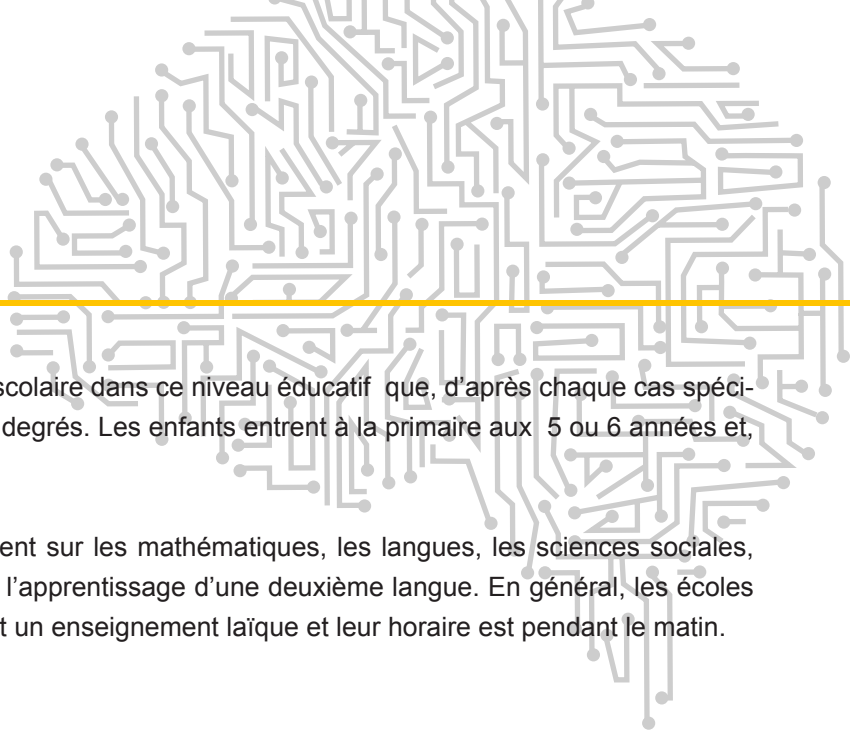 scolaire dans ce niveau éducatif  que, d'après chaque cas spéci-
degrés. Les enfants entrent à la primaire aux  5 ou 6 années et,
ent sur les mathématiques, les langues, les sciences sociales,
l’apprentissage d’une deuxième langue. En général, les écoles
t un enseignement laïque et leur horaire est pendant le matin.